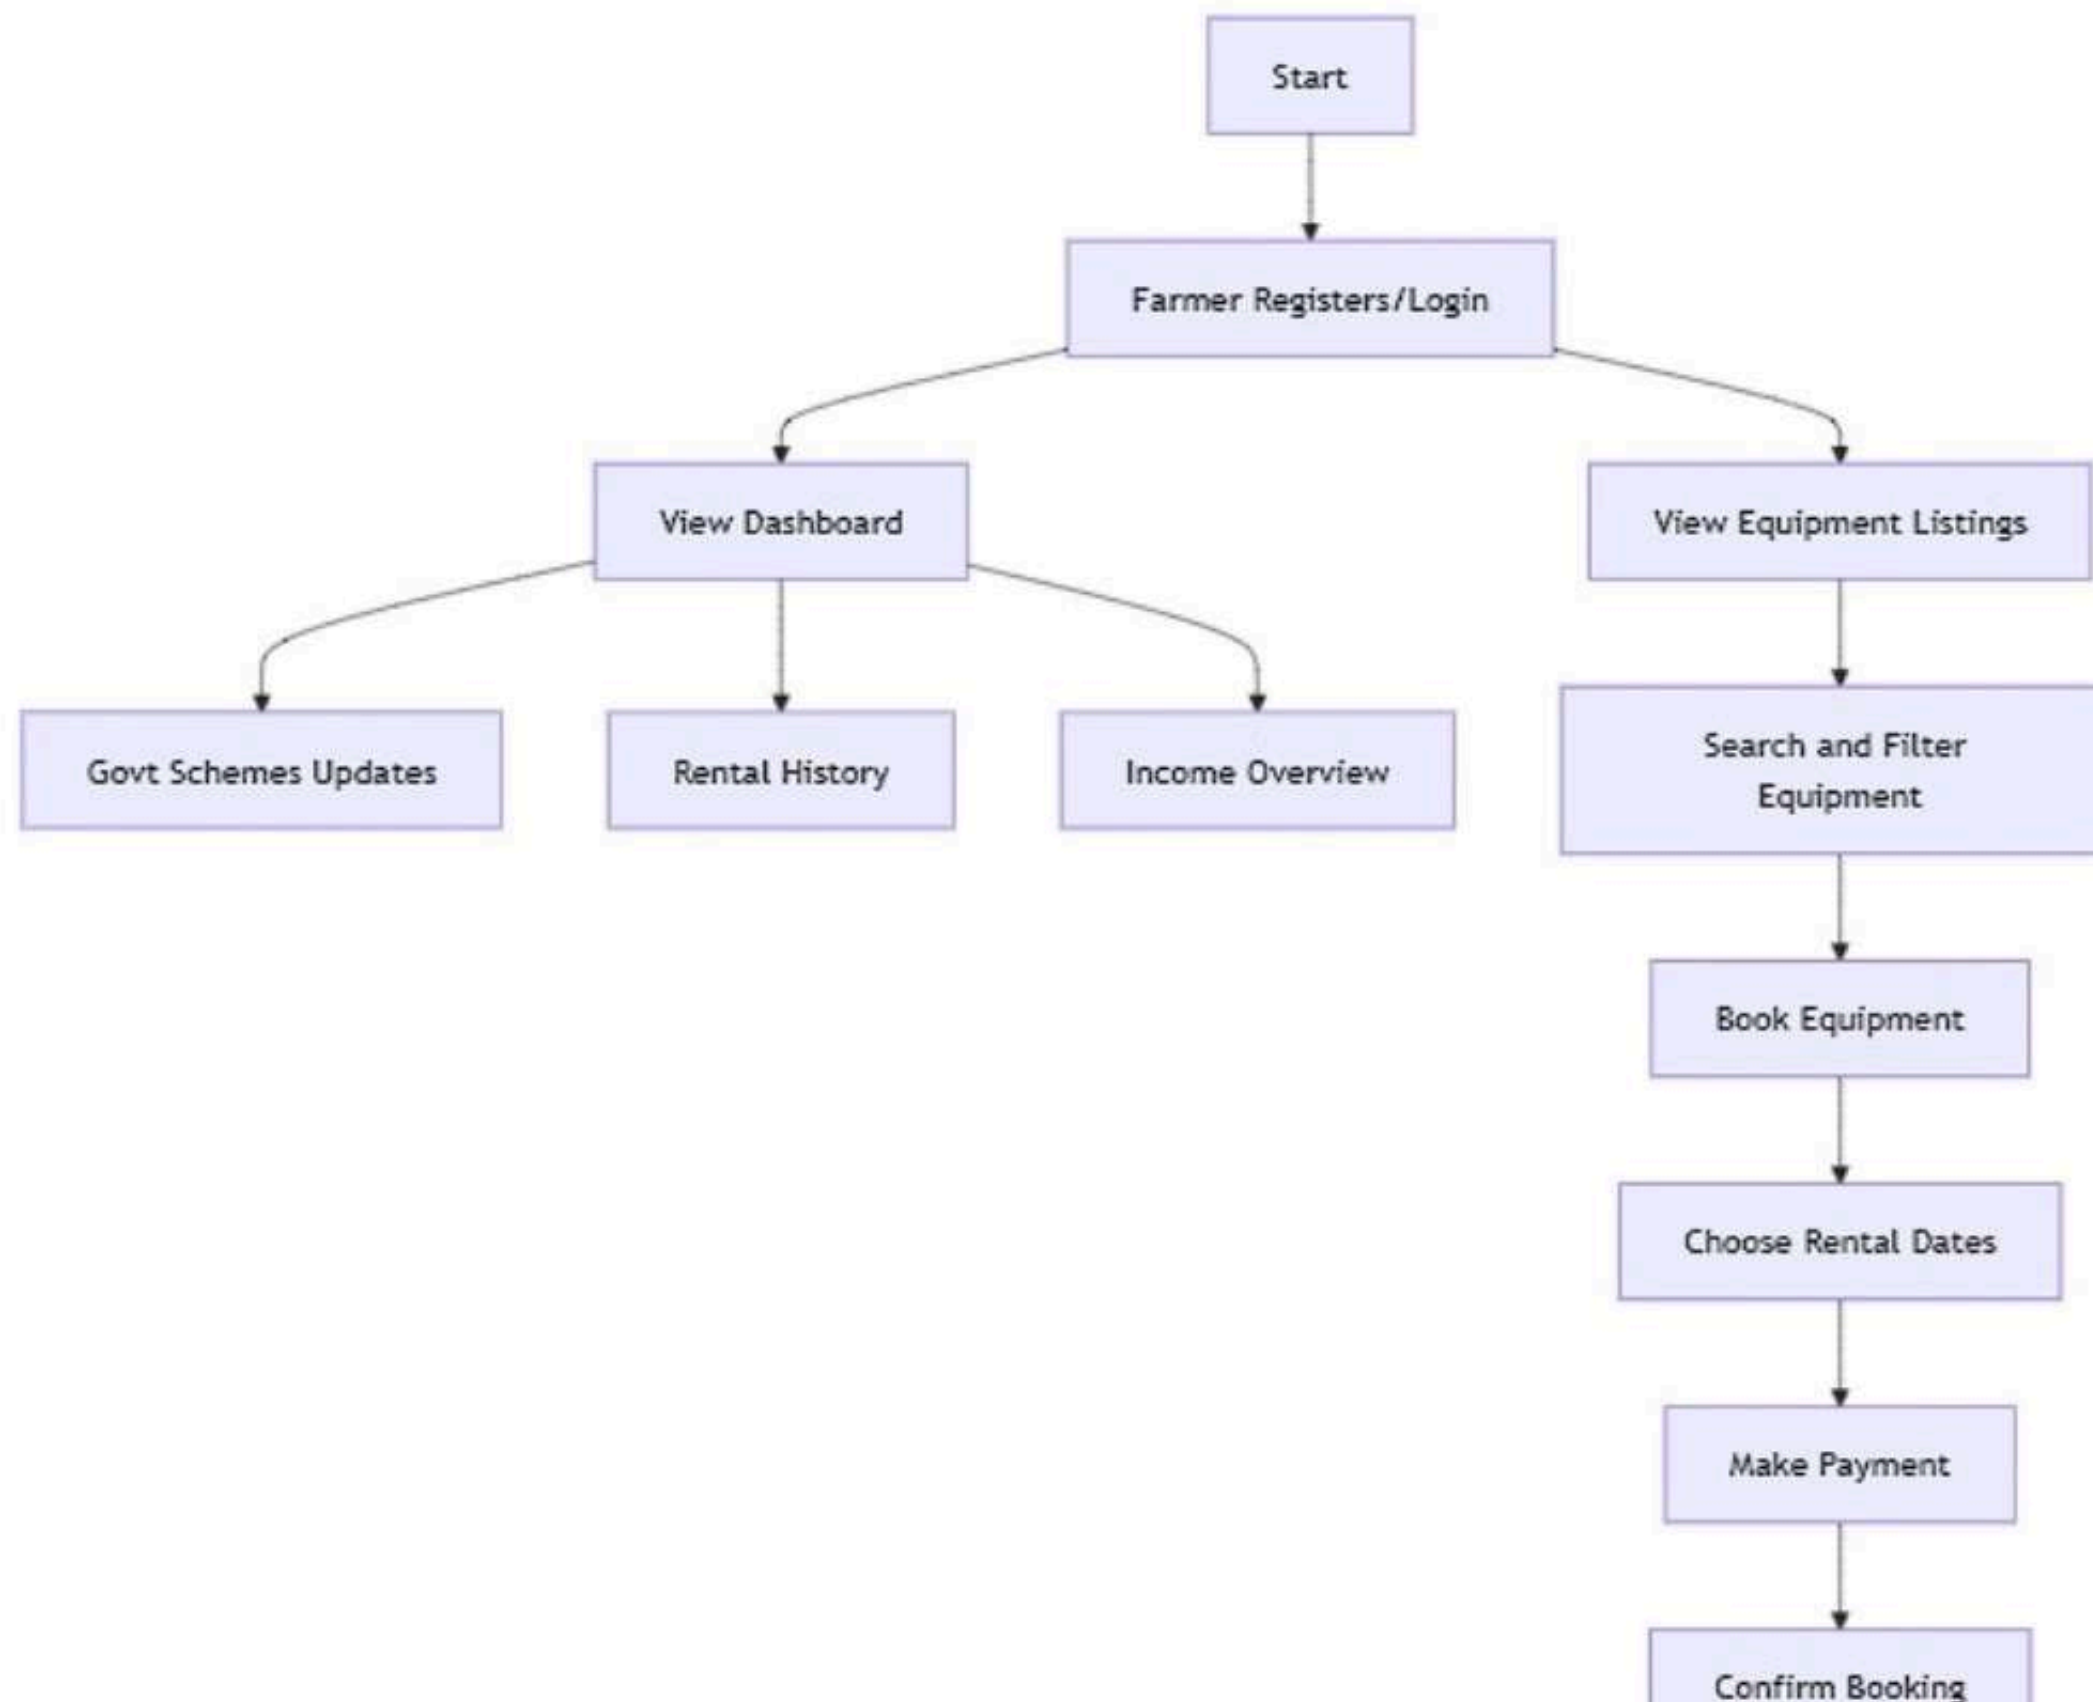 Start
Farmer Registers/Login
View Dashboard
View Equipment Listings
Govt Schemes Updates
Rental History
Income Overview
Search and Filter
Equipment
Book Equipment
Choose Rental Dates
Make Payment
Confirm Booking